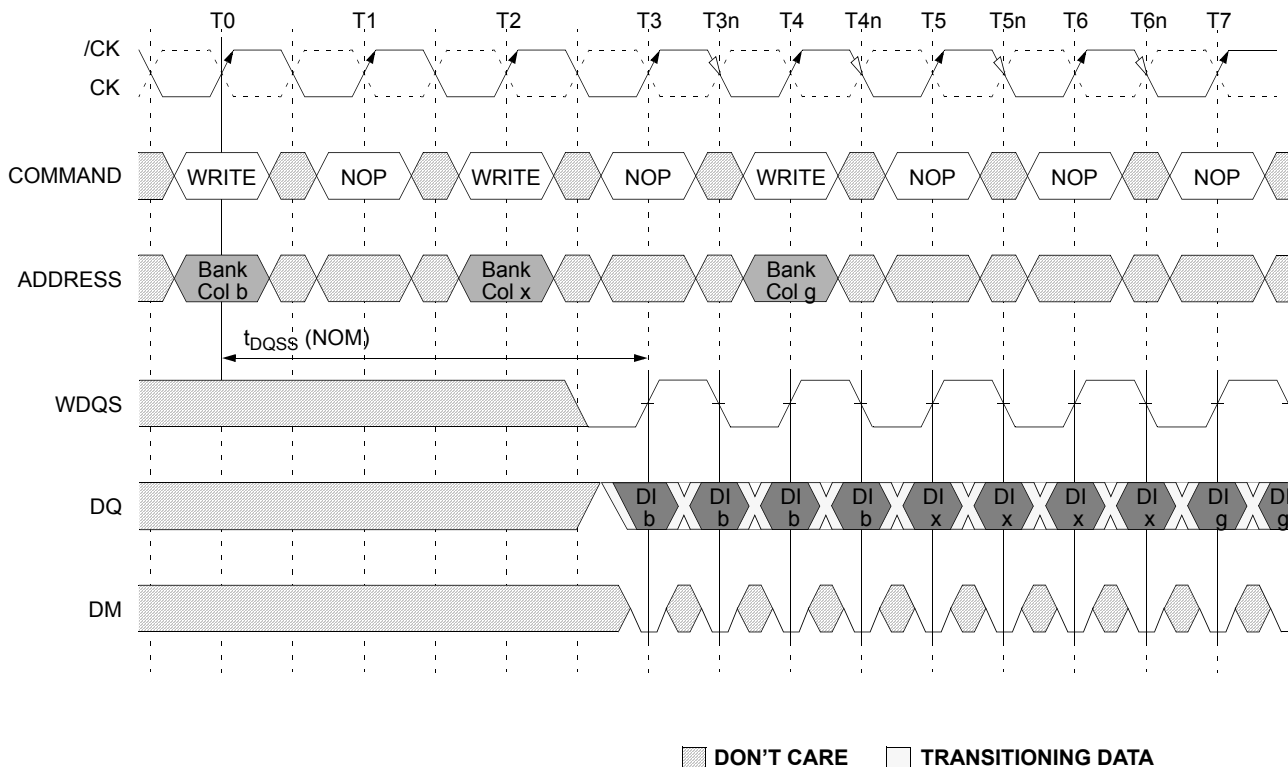 T0 T1 T2 T3 T3n T4 T4n T5 T5n T6 T6n T7
/CK
CK
COMMAND WRITE NOP WRITE NOP WRITE NOP NOP NOP
ADDRESS Bank Col b Bank Col x Bank Col g
tDQSS (NOM)
WDQS
DQ DI b DI b DI b DI b DI x DI x DI x DI x DI g DI g
DM
DON'T CARE TRANSITIONING DATA